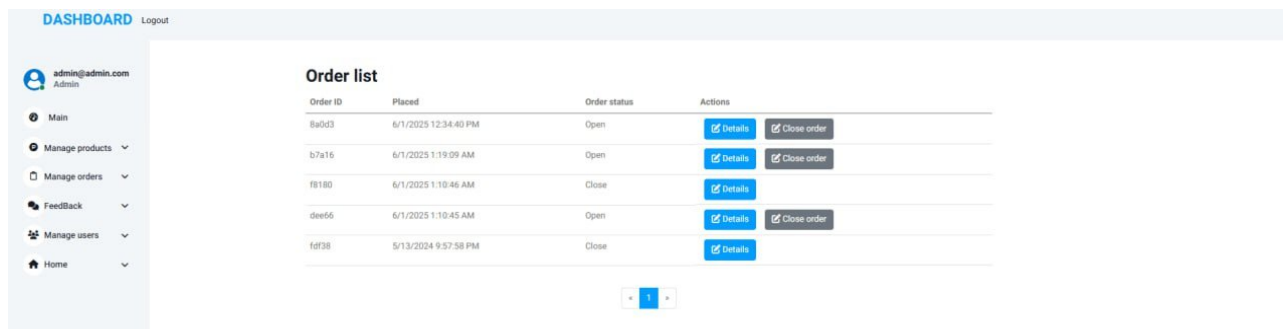 DASHBOARD Logout
admin@admin.com
Admin
Main
Manage products
Manage orders
FeedBack
Manage users
Home
Order list
Order ID Placed Order status Actions
8a0d3 6/1/2025 12:34:40 PM Open Details Close order
b7a16 6/1/2025 1:19:09 AM Open Details Close order
f8180 6/1/2025 1:10:46 AM Close Details
dee66 6/1/2025 1:10:45 AM Open Details Close order
fdf38 5/13/2024 9:57:58 PM Close Details
« 1 »